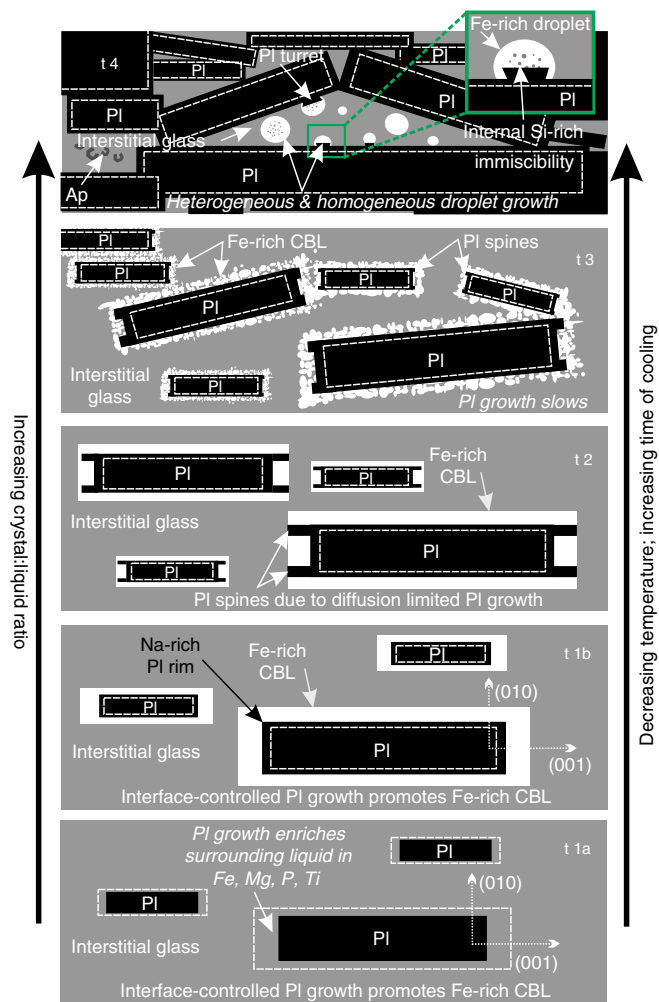 Fe-rich droplet
t 4
Pl turret
Pl
Pl
Pl
Pl
Pl
Interstitial glass
Internal Si-rich
immiscibility
Pl
Ap
Heterogeneous & homogeneous droplet growth
Pl
Fe-rich CBL
Pl spines
t 3
Pl
Pl
Pl
Pl
Pl
Pl
Interstitial
glass
Pl
Pl growth slows
Pl
Fe-rich
CBL
t 2
Pl
Interstitial glass
Pl
Pl
Pl spines due to diffusion limited Pl growth
Na-rich
Pl rim
Fe-rich
CBL
t 1b
Pl
(010)
Pl
Interstitial glass
Pl
(001)
Interface-controlled Pl growth promotes Fe-rich CBL
Pl growth enriches
surrounding liquid in
Fe, Mg, P, Ti
t 1a
Pl
(010)
Pl
Interstitial glass
Pl
(001)
Interface-controlled Pl growth promotes Fe-rich CBL
Increasing crystal:liquid ratio
Decreasing temperature; increasing time of cooling